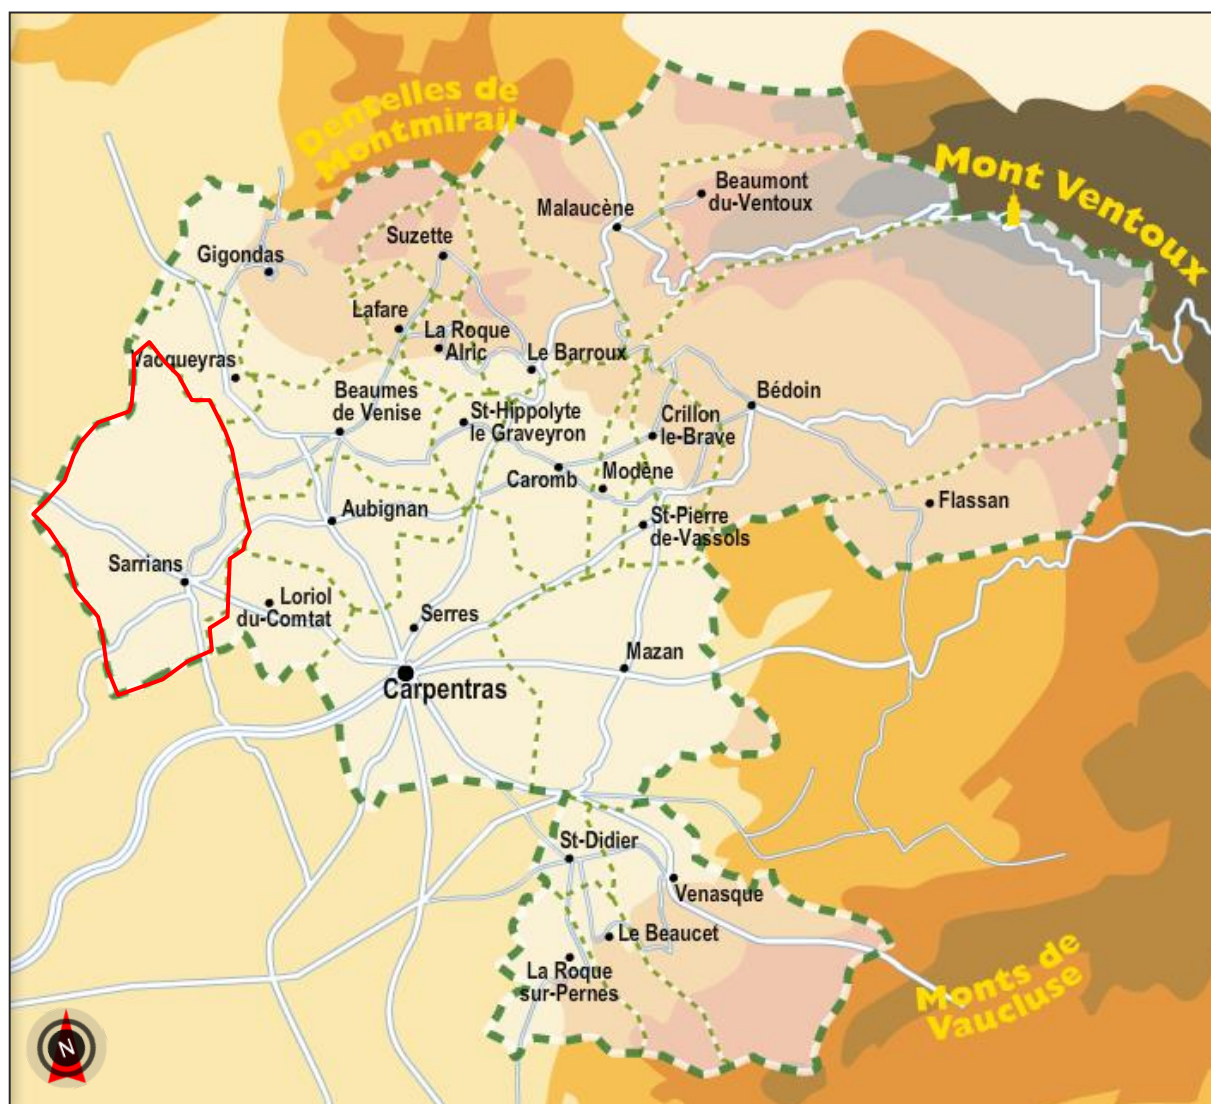 Dentelles de
Montmirail
Mont Ventoux
Beaumont
du-Ventoux
Malaucène
Suzette
Gigondas
Lafare
La Roque
Alric
Le Barroux
Vacqueyras
Beaumes
de Venise
St-Hippolyte
le Graveyron
Crillon
le-Brave
Bédoin
Caromb
Modène
Aubignan
St-Pierre
de-Vassols
Flassan
Sarrians
Loriol
du-Comtat
Serres
Mazan
Carpentras
St-Didier
Venasque
Le Beaucet
La Roque
sur-Pernes
Monts de
Vaucluse
N